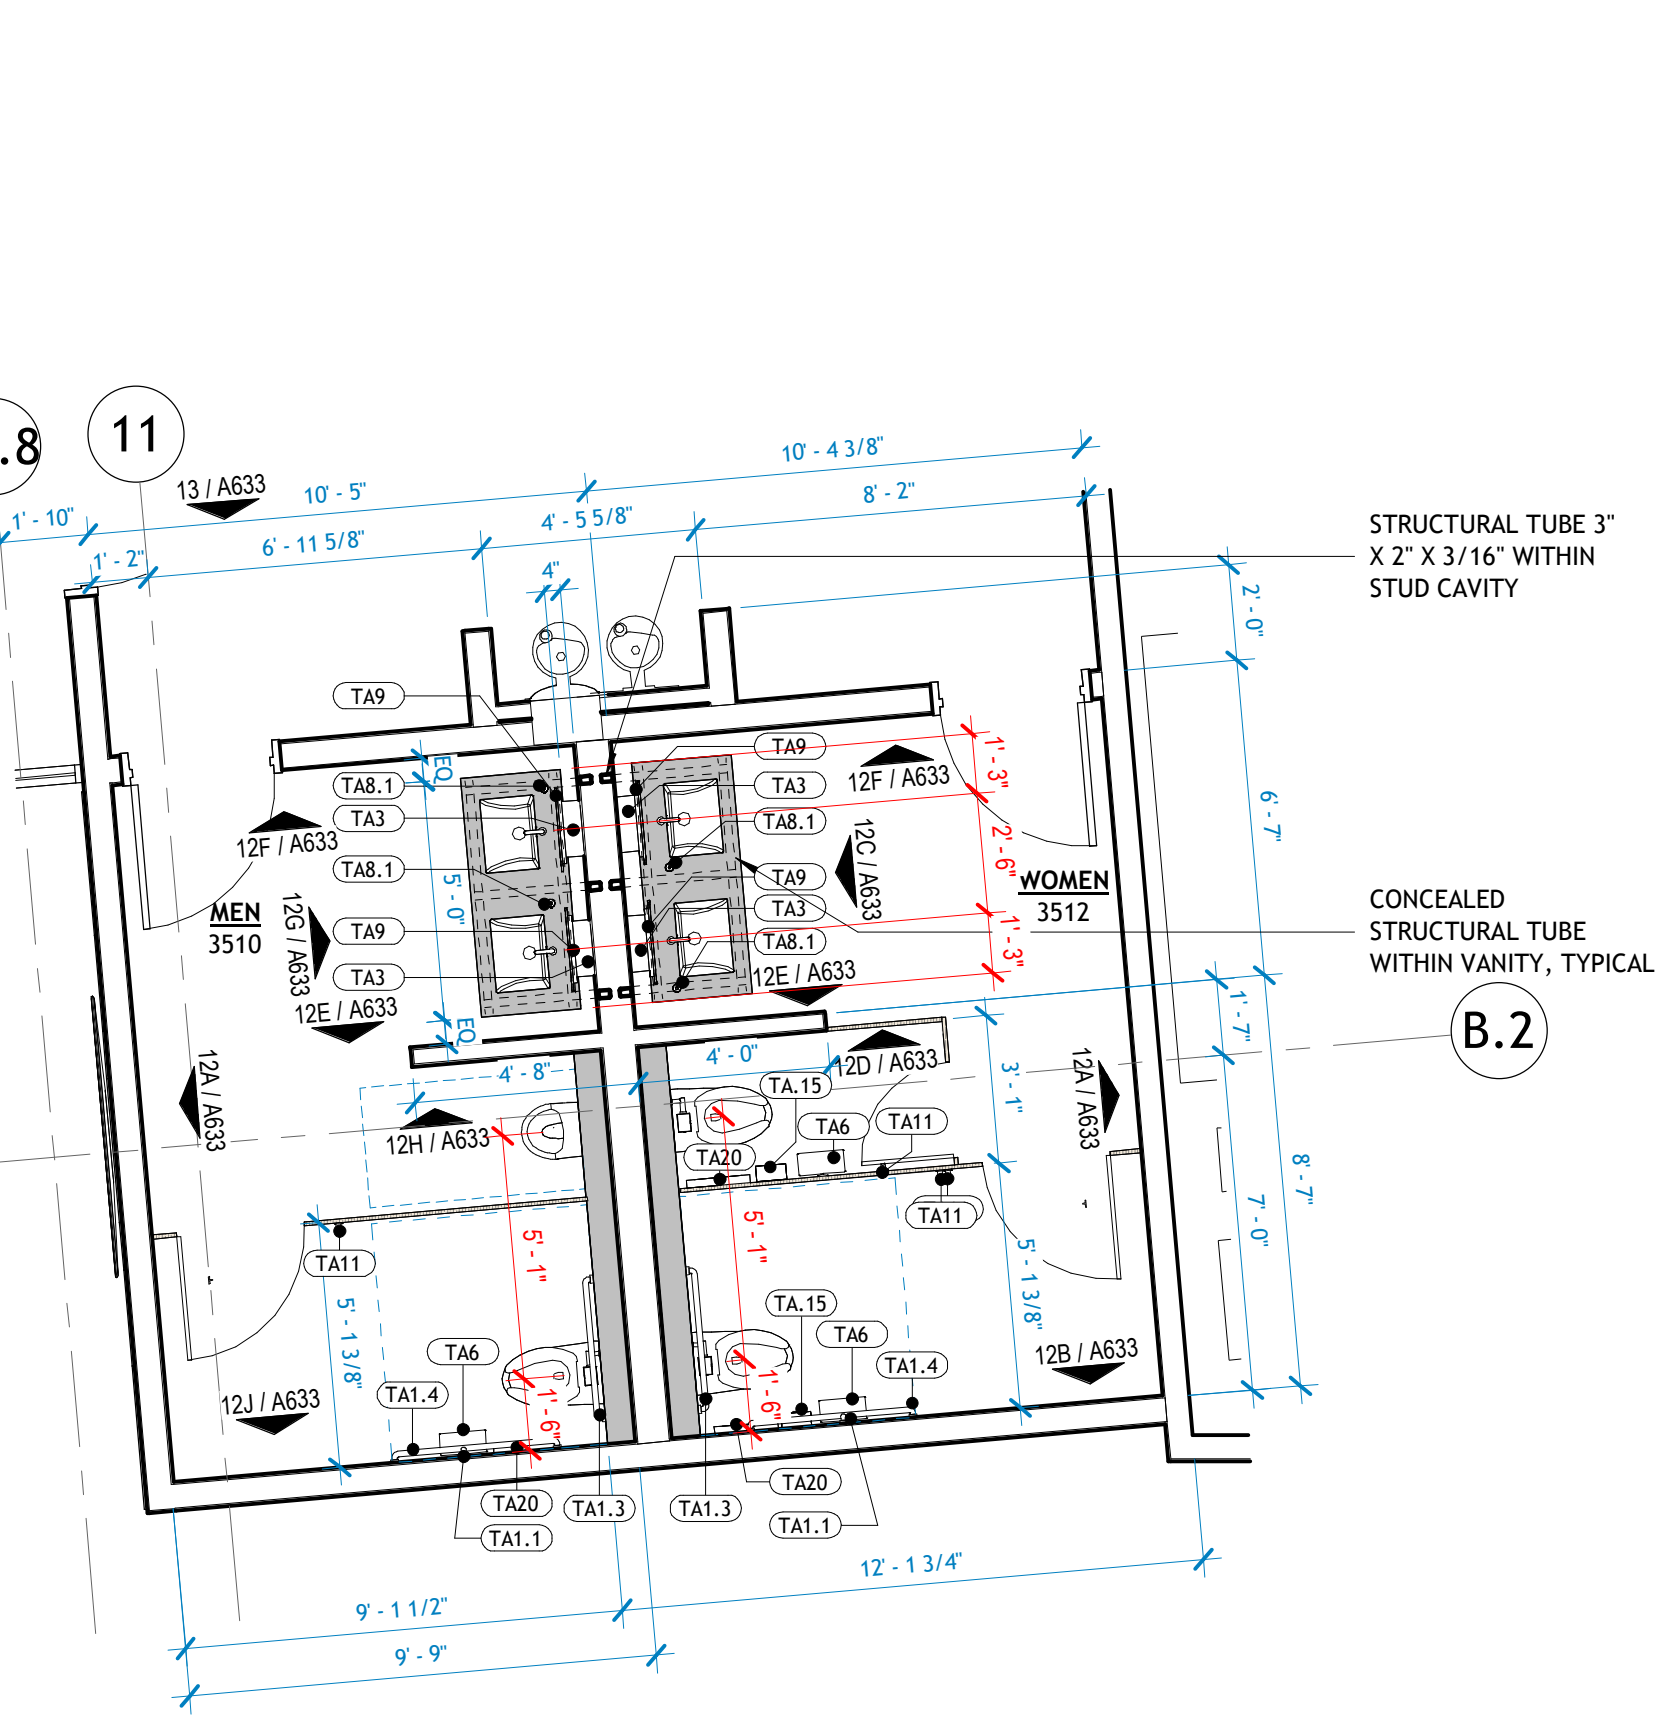 .8
11
13 / A633
1' - 10"
10' - 5"
10' - 4 3/8"
1' - 2"
6' - 11 5/8"
4' - 5 5/8"
8' - 2"
4"
STRUCTURAL TUBE 3"
X 2" X 3/16" WITHIN
STUD CAVITY
2' - 0"
TA9
TA9
EQ
TA8.1
TA3
12F / A633
1' - 3"
TA3
TA8.1
12F / A633
6' - 7"
2' - 6"
12C / A633
TA8.1
TA9
5' - 0"
WOMEN
3512
CONCEALED
STRUCTURAL TUBE
WITHIN VANITY, TYPICAL
MEN
3510
12G / A633
TA9
TA3
TA8.1
1' - 3"
TA3
12E / A633
12E / A633
EQ
1' - 7"
B.2
4' - 8"
4' - 0"
12D / A633
3' - 1"
12A / A633
12A / A633
TA.15
12H / A633
TA6
TA11
TA20
8' - 7"
7' - 0"
TA11
TA11
5' - 1"
5' - 1"
5' - 1 3/8"
5' - 1 3/8"
TA.15
TA6
TA6
TA1.4
12B / A633
TA1.4
12J / A633
1' - 6"
1' - 6"
TA20
TA20
TA1.3
TA1.3
TA1.1
TA1.1
12' - 1 3/4"
9' - 1 1/2"
9' - 9"